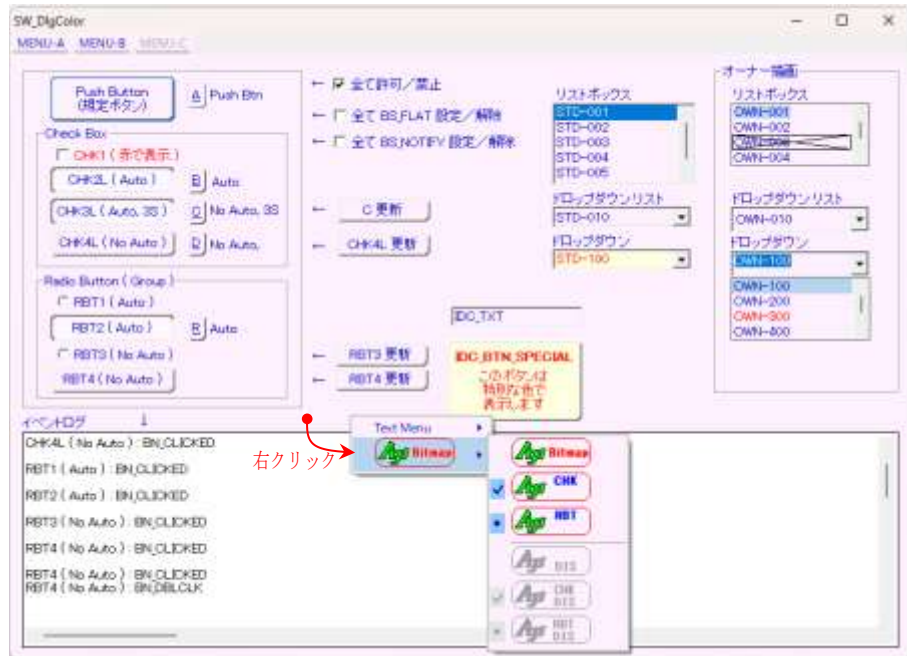 SW_DlgColor
MENU-A MENU-B MENU-C
Push Button
(規定ボタン)
A Push Btn
← 全て許可/禁止
← 全て BS_FLAT 設定/解除
← 全て BS_NOTIFY 設定/解除
Check Box
CHK1 ( 赤で表示 )
CHK2L ( Auto ) B Auto
CHK3L ( Auto, 3S ) C No Auto, 3S ← C 更新
CHK4L ( No Auto ) D No Auto, ← CHK4L 更新
Radio Button ( Group )
RBT1 ( Auto )
RBT2 ( Auto ) R Auto
RBT3 ( No Auto ) ← RBT3 更新
RBT4 ( No Auto ) ← RBT4 更新
リストボックス
STD-001
STD-002
STD-003
STD-004
STD-005
ドロップダウンリスト
STD-010
ドロップダウン
STD-100
IDC_TXT
IDC_BTN_SPECIAL
このボタンは
特別な色で
表示します
オーナー描画
リストボックス
OWN-001
OWN-002
OWN-003
OWN-004
ドロップダウンリスト
OWN-010
ドロップダウン
OWN-100
OWN-100
OWN-200
OWN-300
OWN-400
イベントログ ↓
CHK4L ( No Auto ) : BN_CLICKED
RBT1 ( Auto ) : BN_CLICKED
RBT2 ( Auto ) : BN_CLICKED
RBT3 ( No Auto ) : BN_CLICKED
RBT4 ( No Auto ) : BN_CLICKED
RBT4 ( No Auto ) : BN_CLICKED
RBT4 ( No Auto ) : BN_DBLCLK
右クリック
Text Menu
Bitmap
Bitmap
CHK
RBT
DIS
CHK
DIS
RBT
DIS